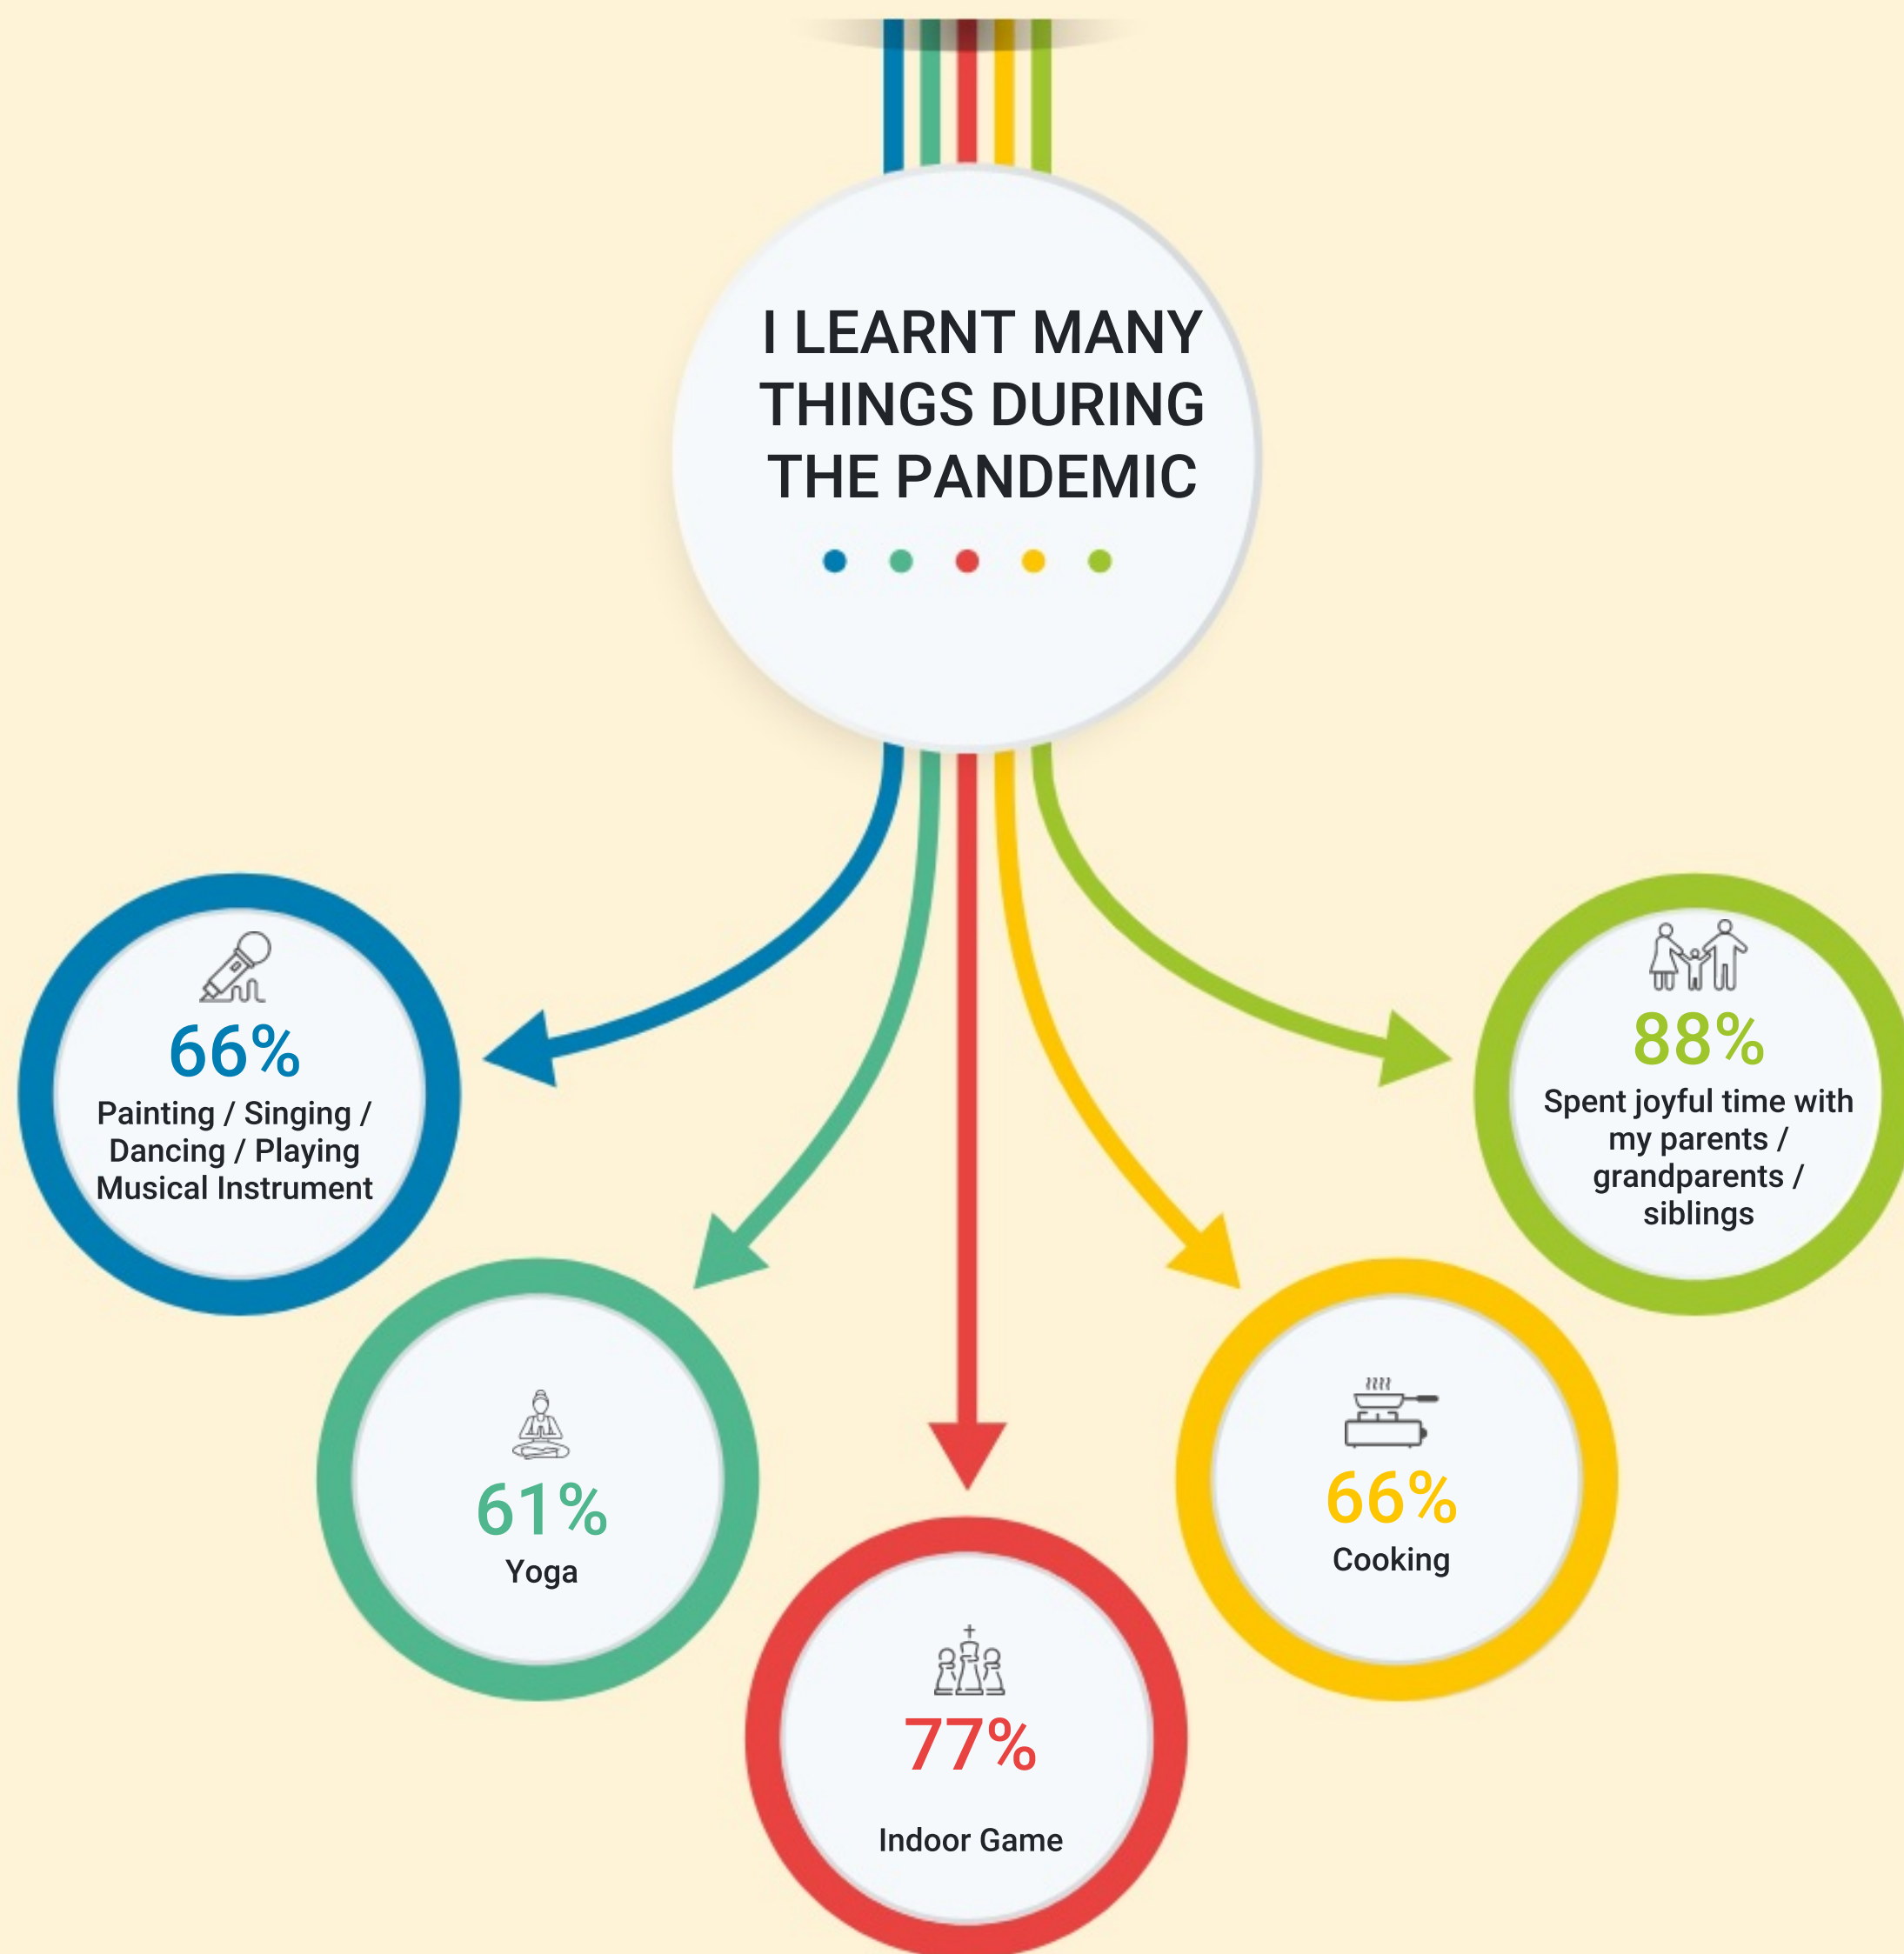 I LEARNT MANY
THINGS DURING
THE PANDEMIC
66%
Painting / Singing /
Dancing / Playing
Musical Instrument
61%
Yoga
77%
Indoor Game
66%
Cooking
88%
Spent joyful time with
my parents /
grandparents /
siblings